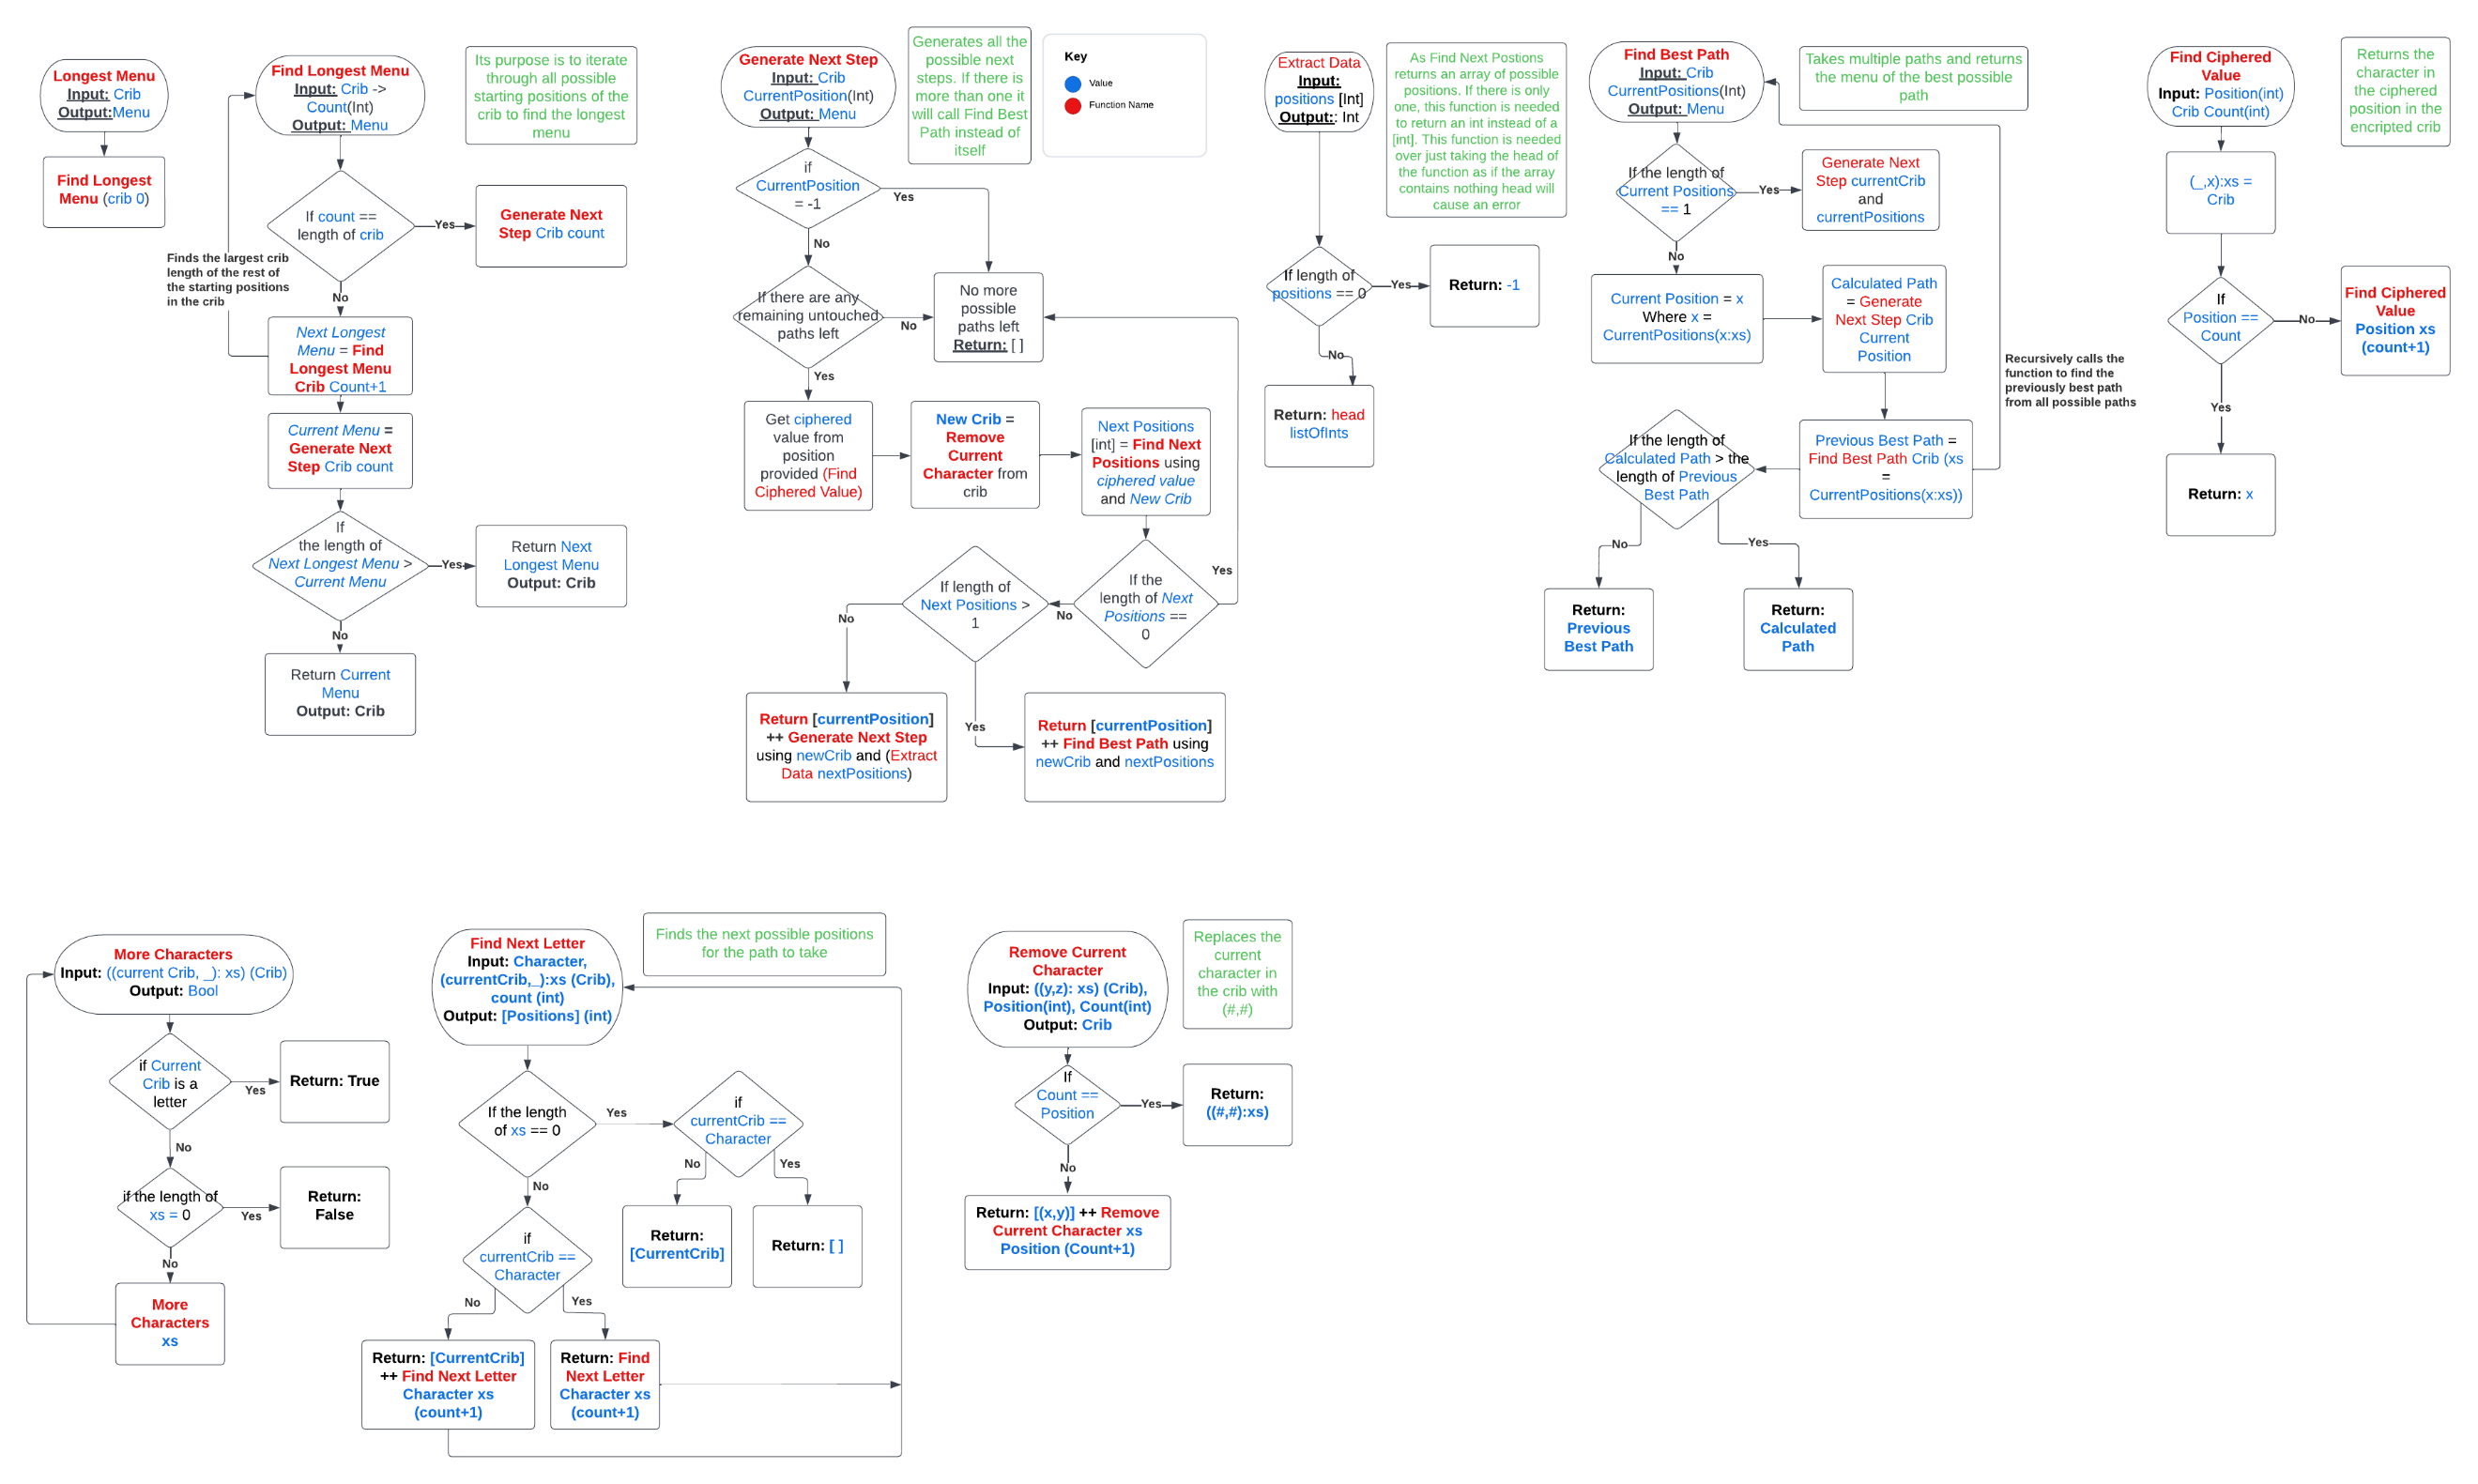 Longest Menu
Input: Crib
Output:Menu
Find Longest
Menu (crib 0)
Find Longest Menu
Input: Crib ->
Count(Int)
Output: Menu
Its purpose is to iterate
through all possible
starting positions of the
crib to find the longest
menu
If count ==
length of crib
Yes
Generate Next
Step Crib count
No
Finds the largest crib
length of the rest of
the starting positions
in the crib
Next Longest
Menu = Find
Longest Menu
Crib Count+1
Current Menu =
Generate Next
Step Crib count
If
the length of
Next Longest Menu >
Current Menu
Yes
Return Next
Longest Menu
Output: Crib
No
Return Current
Menu
Output: Crib
Generate Next Step
Input: Crib
CurrentPosition(Int)
Output: Menu
Generates all the
possible next
steps. If there is
more than one it
will call Find Best
Path instead of
itself
Key
Value
Function Name
if
CurrentPosition
= -1
Yes
No
If there are any
remaining untouched
paths left
No
No more
possible
paths left
Return: [ ]
Yes
Get ciphered
value from
position
provided (Find
Ciphered Value)
New Crib =
Remove
Current
Character from
crib
Next Positions
[int] = Find Next
Positions using
ciphered value
and New Crib
If the
length of Next
Positions ==
0
Yes
No
If length of
Next Positions >
1
No
Yes
Return [currentPosition]
++ Generate Next Step
using newCrib and (Extract
Data nextPositions)
Return [currentPosition]
++ Find Best Path using
newCrib and nextPositions
Extract Data
Input:
positions [Int]
Output:: Int
As Find Next Postions
returns an array of possible
positions. If there is only
one, this function is needed
to return an int instead of a
[int]. This function is needed
over just taking the head of
the function as if the array
contains nothing head will
cause an error
If length of
positions == 0
Yes
Return: -1
No
Return: head
listOfInts
Find Best Path
Input: Crib
CurrentPositions(Int)
Output: Menu
Takes multiple paths and returns
the menu of the best possible
path
If the length of
Current Positions
== 1
Yes
Generate Next
Step currentCrib
and
currentPositions
No
Current Position = x
Where x =
CurrentPositions(x:xs)
Calculated Path
= Generate
Next Step Crib
Current
Position
Recursively calls the
function to find the
previously best path
from all possible paths
Previous Best Path =
Find Best Path Crib (xs
=
CurrentPositions(x:xs))
If the length of
Calculated Path > the
length of Previous
Best Path
No
Yes
Return:
Previous
Best Path
Return:
Calculated
Path
Find Ciphered
Value
Input: Position(int)
Crib Count(int)
Returns the
character in
the ciphered
position in the
encripted crib
(_,x):xs =
Crib
If
Position ==
Count
No
Find Ciphered
Value
Position xs
(count+1)
Yes
Return: x
More Characters
Input: ((current Crib, _): xs) (Crib)
Output: Bool
if Current
Crib is a
letter
Yes
Return: True
No
if the length of
xs = 0
Yes
Return:
False
No
More
Characters
xs
Find Next Letter
Input: Character,
(currentCrib,_):xs (Crib),
count (int)
Output: [Positions] (int)
Finds the next possible positions
for the path to take
If the length
of xs == 0
Yes
if
currentCrib ==
Character
No
Yes
Return:
[CurrentCrib]
Return: [ ]
No
if
currentCrib ==
Character
No
Yes
Return: [CurrentCrib]
++ Find Next Letter
Character xs
(count+1)
Return: Find
Next Letter
Character xs
(count+1)
Remove Current
Character
Input: ((y,z): xs) (Crib),
Position(int), Count(int)
Output: Crib
Replaces the
current
character in
the crib with
(#,#)
If
Count ==
Position
Yes
Return:
((#,#):xs)
No
Return: [(x,y)] ++ Remove
Current Character xs
Position (Count+1)